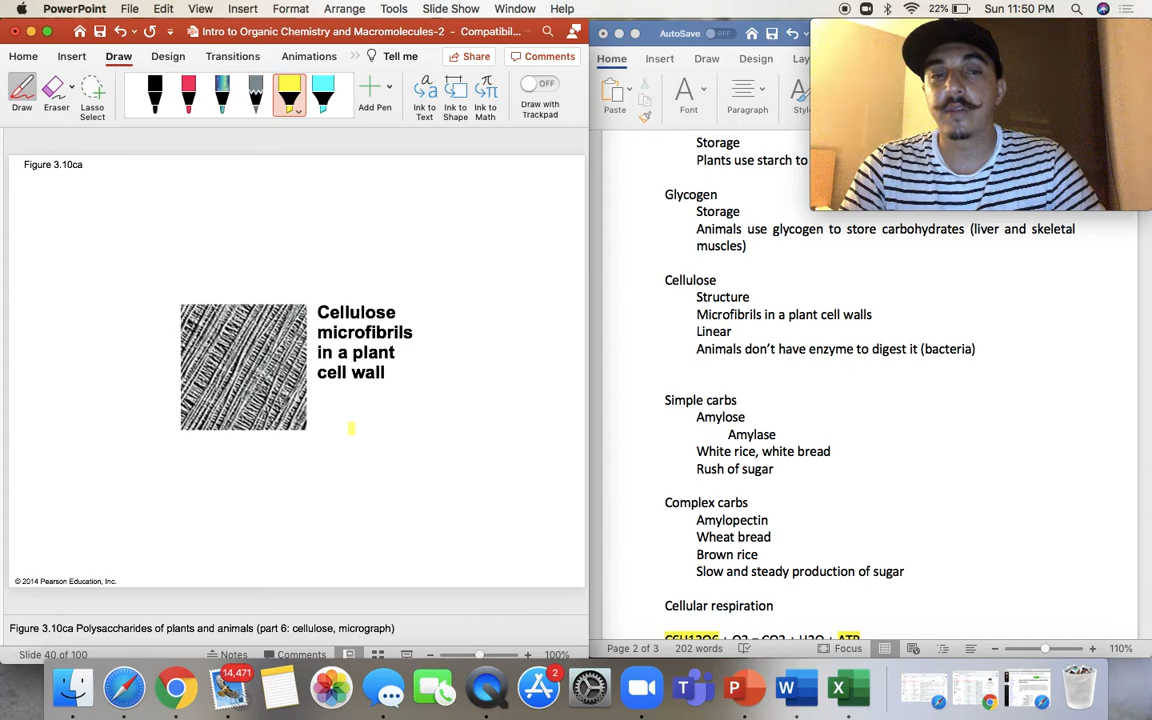 PowerPoint File Edit View Insert Format Arrange Tools Slide Show Window Help 22% Sun 11:50 PM
Intro to Organic Chemistry and Macromolecules-2 - Compatibil...
AutoSave OFF
Home Insert Draw Design Transitions Animations Tell me Share Comments
Home Insert Draw Design
Draw
Eraser
Lasso Select
Add Pen
Ink to Text
Ink to Shape
Ink to Math
OFF
Draw with Trackpad
Paste
Font
Paragraph
Figure 3.10ca
Cellulose
microfibrils
in a plant
cell wall
© 2014 Pearson Education, Inc.
Figure 3.10ca Polysaccharides of plants and animals (part 6: cellulose, micrograph)
Slide 40 of 100 Notes Comments 100%
Storage
Plants use starch to
Glycogen
Storage
Animals use glycogen to store carbohydrates (liver and skeletal
muscles)
Cellulose
Structure
Microfibrils in a plant cell walls
Linear
Animals don't have enzyme to digest it (bacteria)
Simple carbs
Amylose
Amylase
White rice, white bread
Rush of sugar
Complex carbs
Amylopectin
Wheat bread
Brown rice
Slow and steady production of sugar
Cellular respiration
C6H12O6 + O2 = CO2 + H2O + ATP
Page 2 of 3 202 words Focus 110%
14,471
2